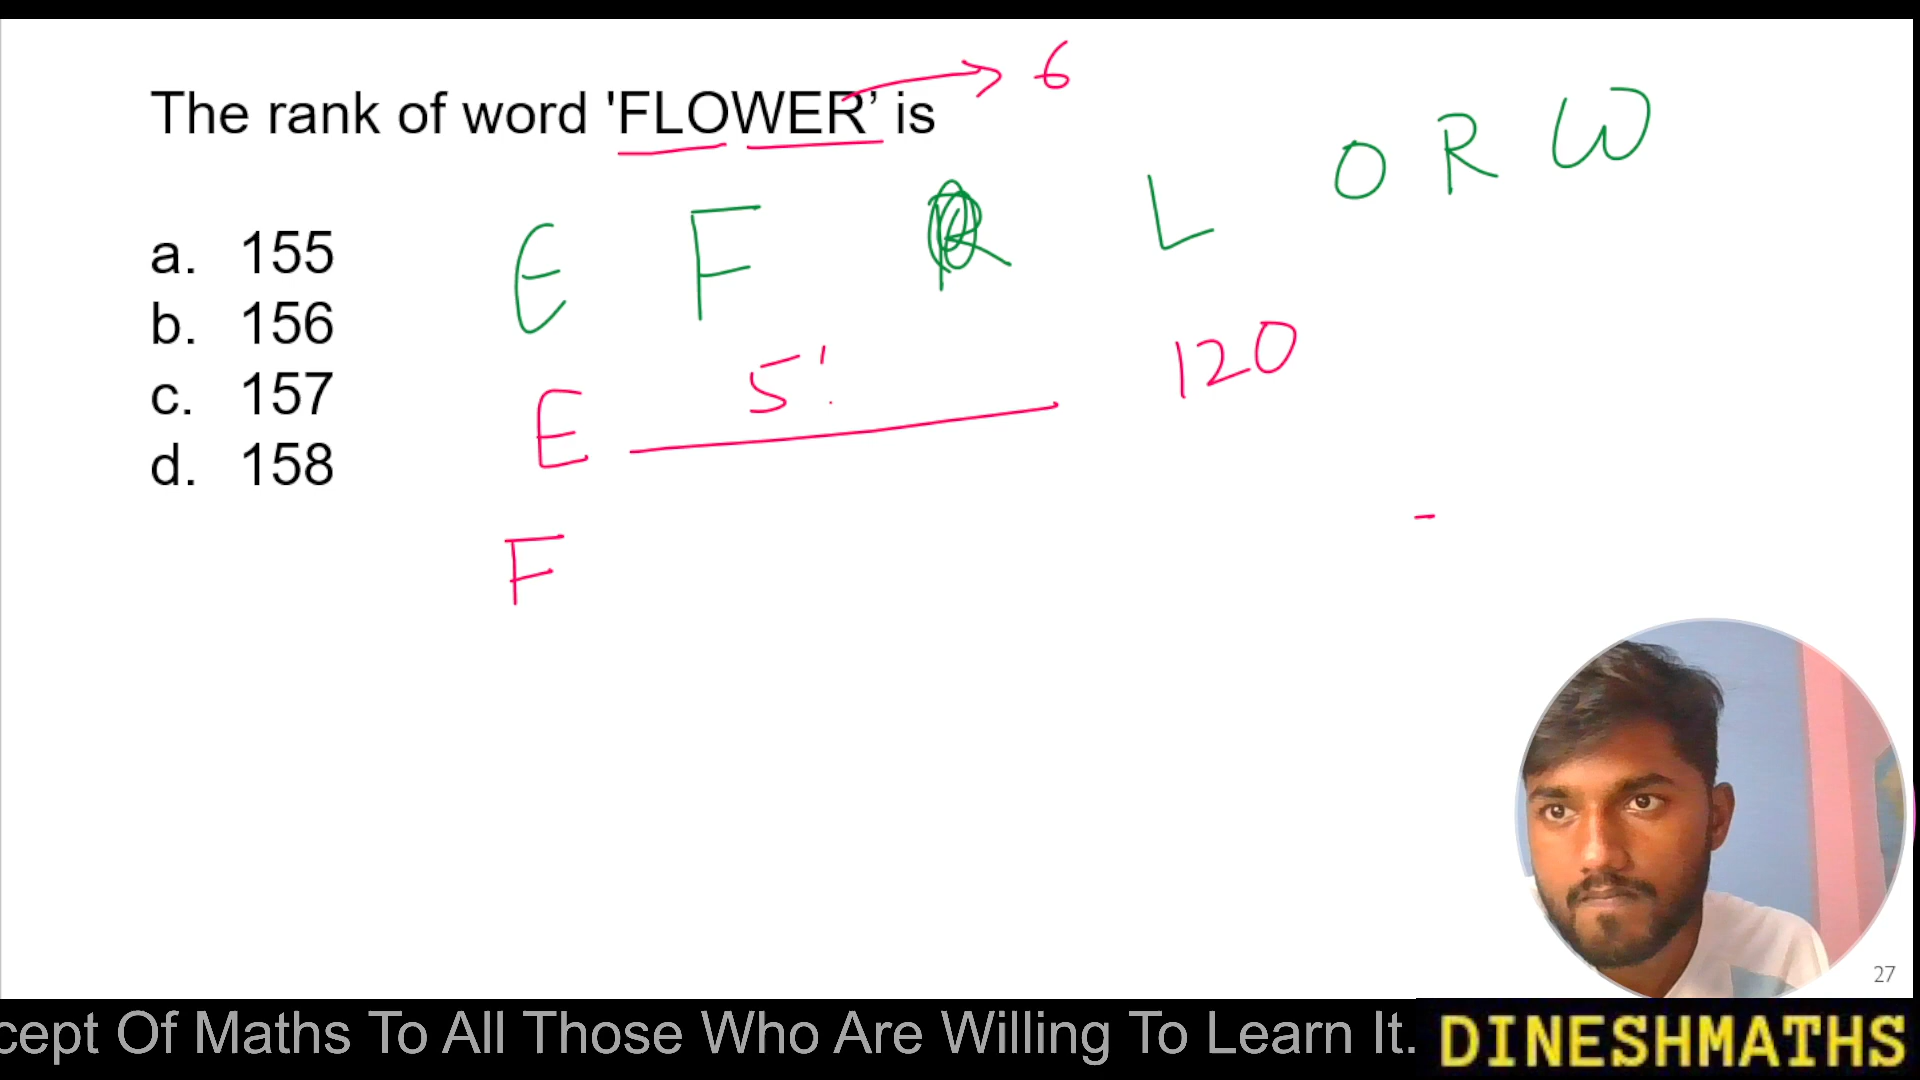 The rank of word 'FLOWER’ is → 6
E F L O R W
a. 155
b. 156
c. 157
d. 158
E 5! 120
F -
27
cept Of Maths To All Those Who Are Willing To Learn It. DINESHMATHS